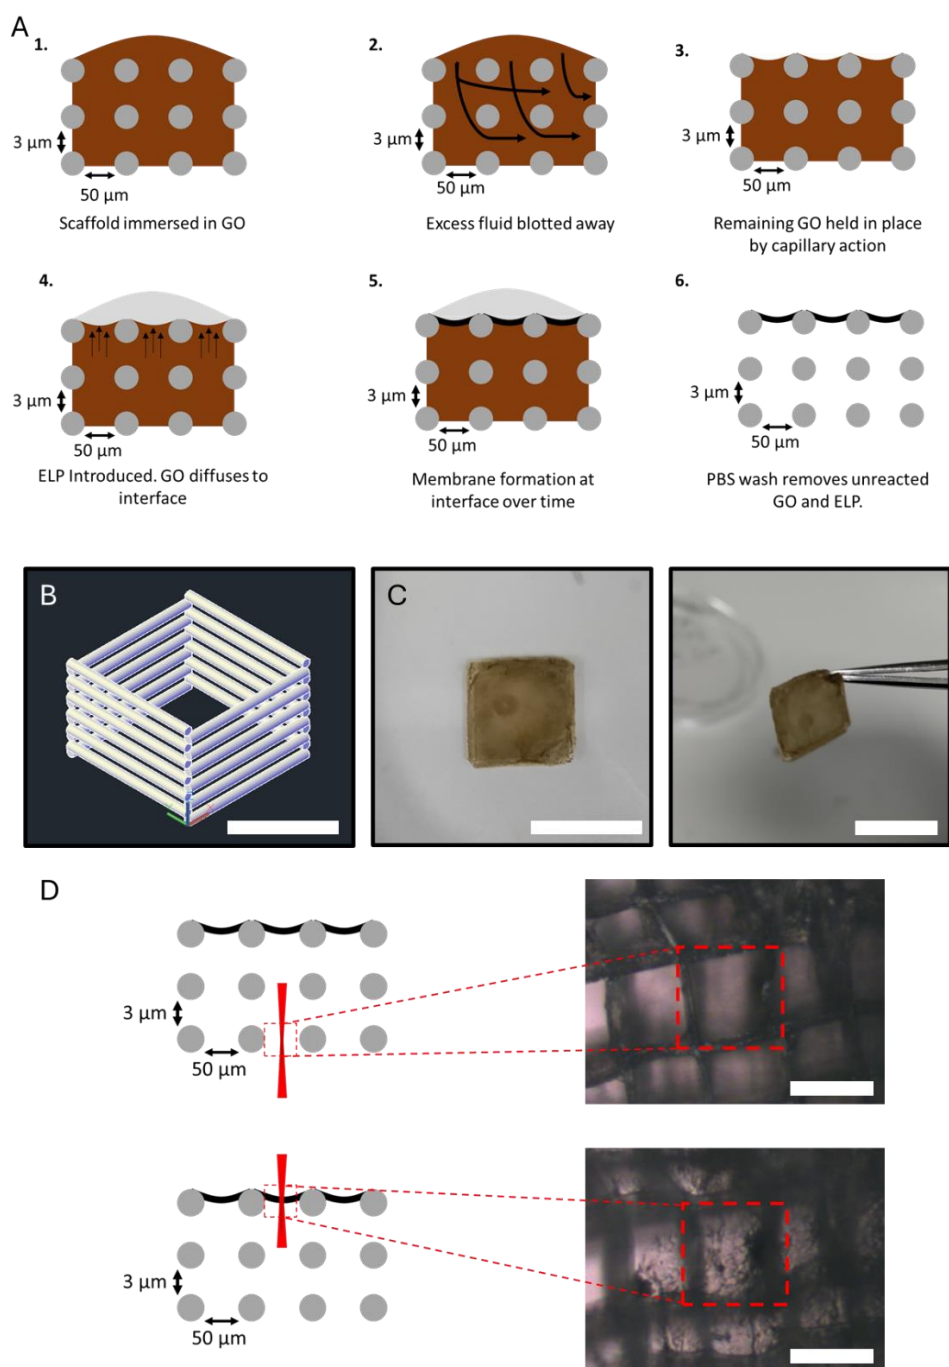 A
1.
3 μm
50 μm
Scaffold immersed in GO
2.
3 μm
50 μm
Excess fluid blotted away
3.
3 μm
50 μm
Remaining GO held in place
by capillary action
4.
3 μm
50 μm
ELP Introduced. GO diffuses to
interface
5.
3 μm
50 μm
Membrane formation at
interface over time
6.
3 μm
50 μm
PBS wash removes unreacted
GO and ELP.
B
C
D
3 μm
50 μm
3 μm
50 μm